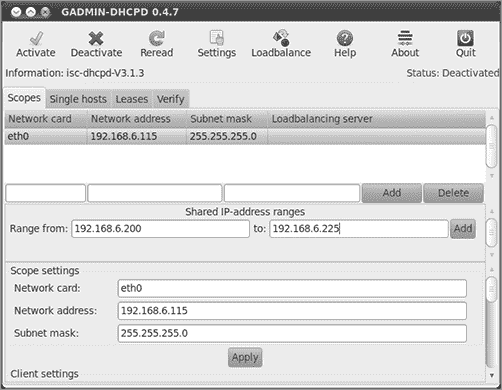 GADMIN-DHCPD 0.4.7
Activate Deactivate Reread Settings Loadbalance Help About Quit
Information: isc-dhcpd-V3.1.3 Status: Deactivated
Scopes Single hosts Leases Verify
Network card Network address Subnet mask Loadbalancing server
eth0 192.168.6.115 255.255.255.0
Add Delete
Shared IP-address ranges
Range from: 192.168.6.200 to: 192.168.6.225 Add
Scope settings
Network card: eth0
Network address: 192.168.6.115
Subnet mask: 255.255.255.0
Apply
Client settings